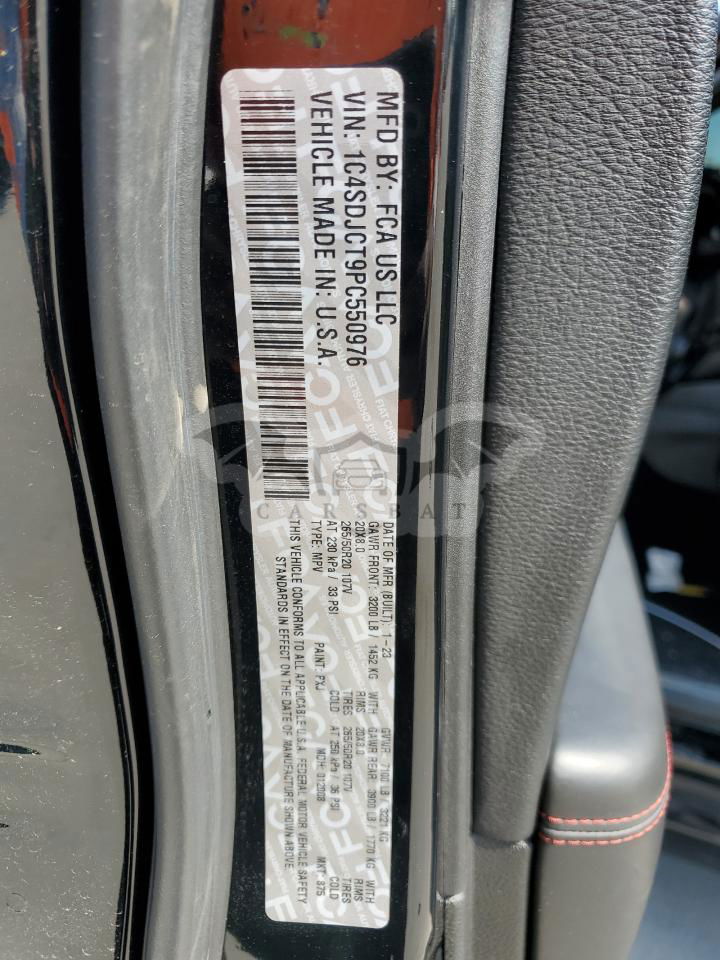 MFD BY: FCA US LLC
VIN: 1C4SDJCT9PC550976
VEHICLE MADE IN: U.S.A.
DATE OF MFR (BUILT): 1-23 GVWR: 7100 LB / 3221 KG
GAWR FRONT: 3200 LB / 1452 KG WITH GAWR REAR: 3900 LB / 1770 KG WITH
20X8.0 RIMS 20X8.0 RIMS
265/50R20 107V TIRES 265/50R20 107V TIRES
AT 230 kPa / 33 PSI COLD AT 250 kPa / 36 PSI COLD
TYPE: MPV PAINT: PXJ MDH: 012008 MKT: 875
THIS VEHICLE CONFORMS TO ALL APPLICABLE U.S.A. FEDERAL MOTOR VEHICLE SAFETY
STANDARDS IN EFFECT ON THE DATE OF MANUFACTURE SHOWN ABOVE.
CARSBAT